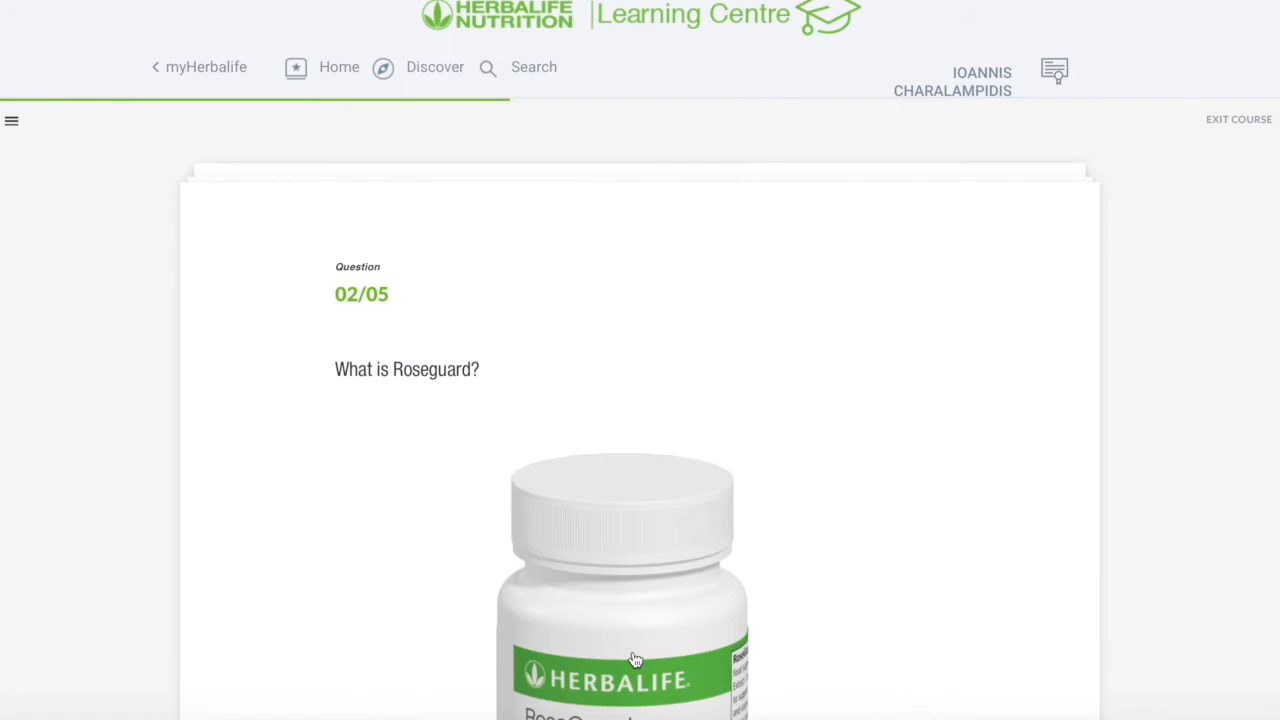 HERBALIFE
NUTRITION
Learning Centre
myHerbalife
Home
Discover
Search
IOANNIS
CHARALAMPIDIS
EXIT COURSE
Question
02/05
What is Roseguard?
HERBALIFE